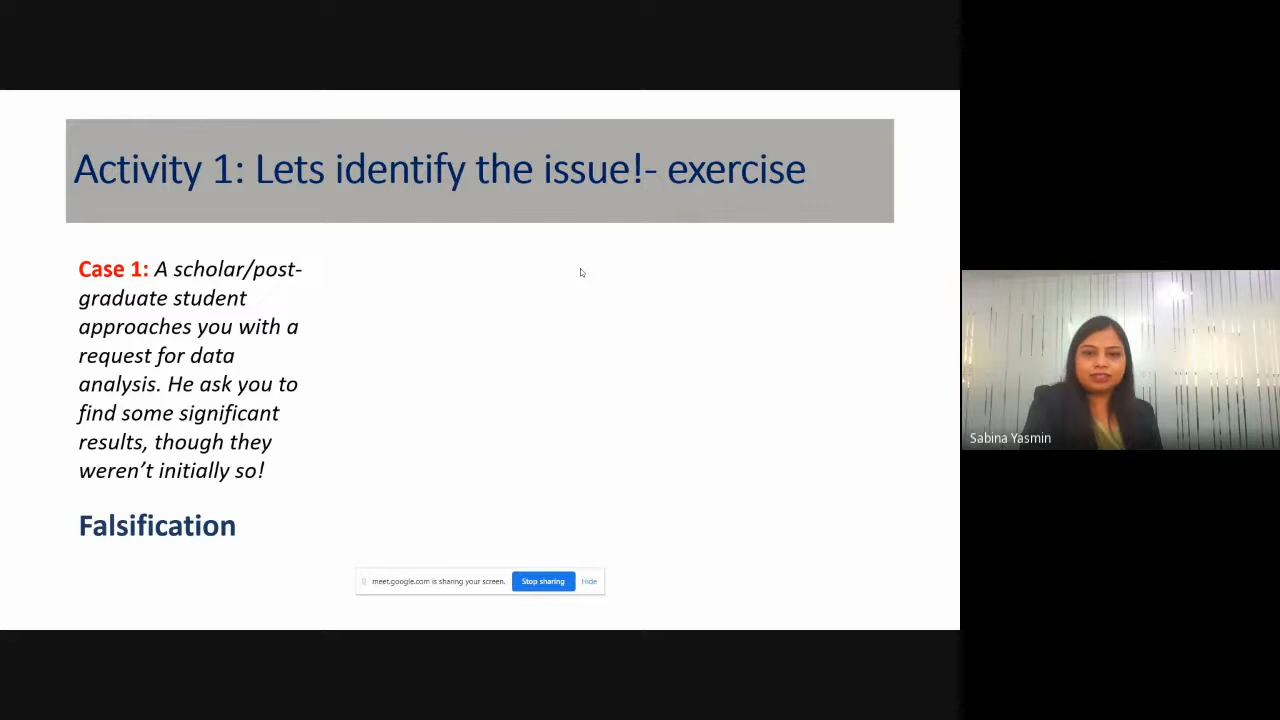 Activity 1: Lets identify the issue!- exercise
Case 1: A scholar/post-
graduate student
approaches you with a
request for data
analysis. He ask you to
find some significant
results, though they
weren’t initially so!
Falsification
meet.google.com is sharing your screen.
Stop sharing
Hide
Sabina Yasmin